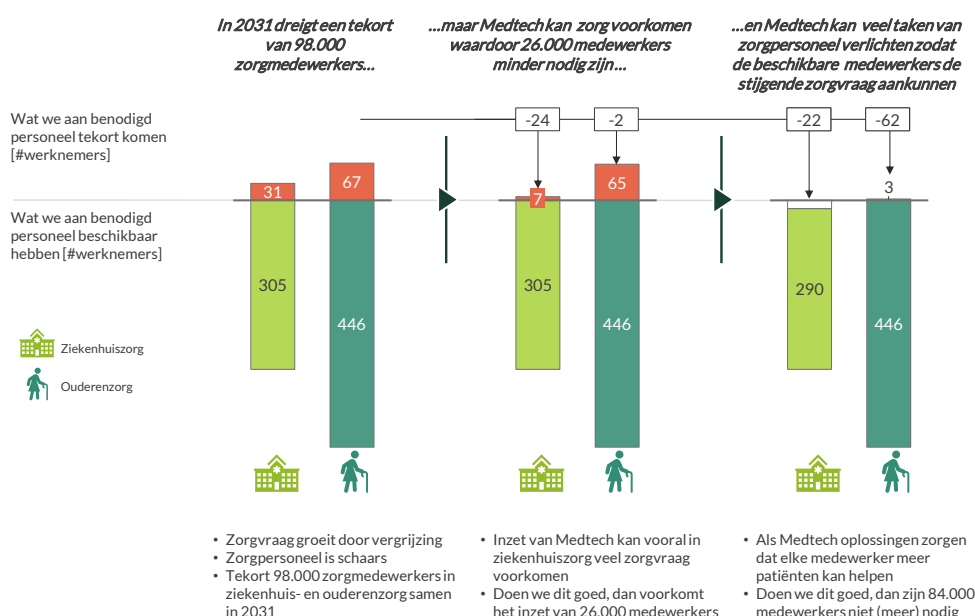 In 2031 dreigt een tekort
van 98.000
zorgmedewerkers...
...maar Medtech kan zorg voorkomen
waardoor 26.000 medewerkers
minder nodig zijn ...
...en Medtech kan veel taken van
zorgpersoneel verlichten zodat
de beschikbare medewerkers de
stijgende zorgvraag aankunnen
Wat we aan benodigd
personeel tekort komen
[#werknemers]
-24
-2
-22
-62
31
67
7
65
3
Wat we aan benodigd
personeel beschikbaar
hebben [#werknemers]
305
446
305
446
290
446
Ziekenhuiszorg
Ouderenzorg
• Zorgvraag groeit door vergrijzing
• Zorgpersoneel is schaars
• Tekort 98.000 zorgmedewerkers in
ziekenhuis- en ouderenzorg samen
in 2031
• Inzet van Medtech kan vooral in
ziekenhuiszorg veel zorgvraag
voorkomen
• Doen we dit goed, dan voorkomt
het inzet van 26.000 medewerkers
• Als Medtech oplossingen zorgen
dat elke medewerker meer
patiënten kan helpen
• Doen we dit goed, dan zijn 84.000
medewerkers niet (meer) nodig